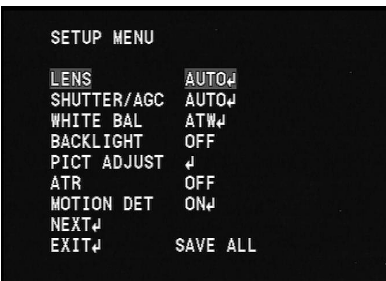 SETUP MENU
LENS AUTO↲
SHUTTER/AGC AUTO↲
WHITE BAL ATW↲
BACKLIGHT OFF
PICT ADJUST ↲
ATR OFF
MOTION DET ON↲
NEXT↲
EXIT↲ SAVE ALL